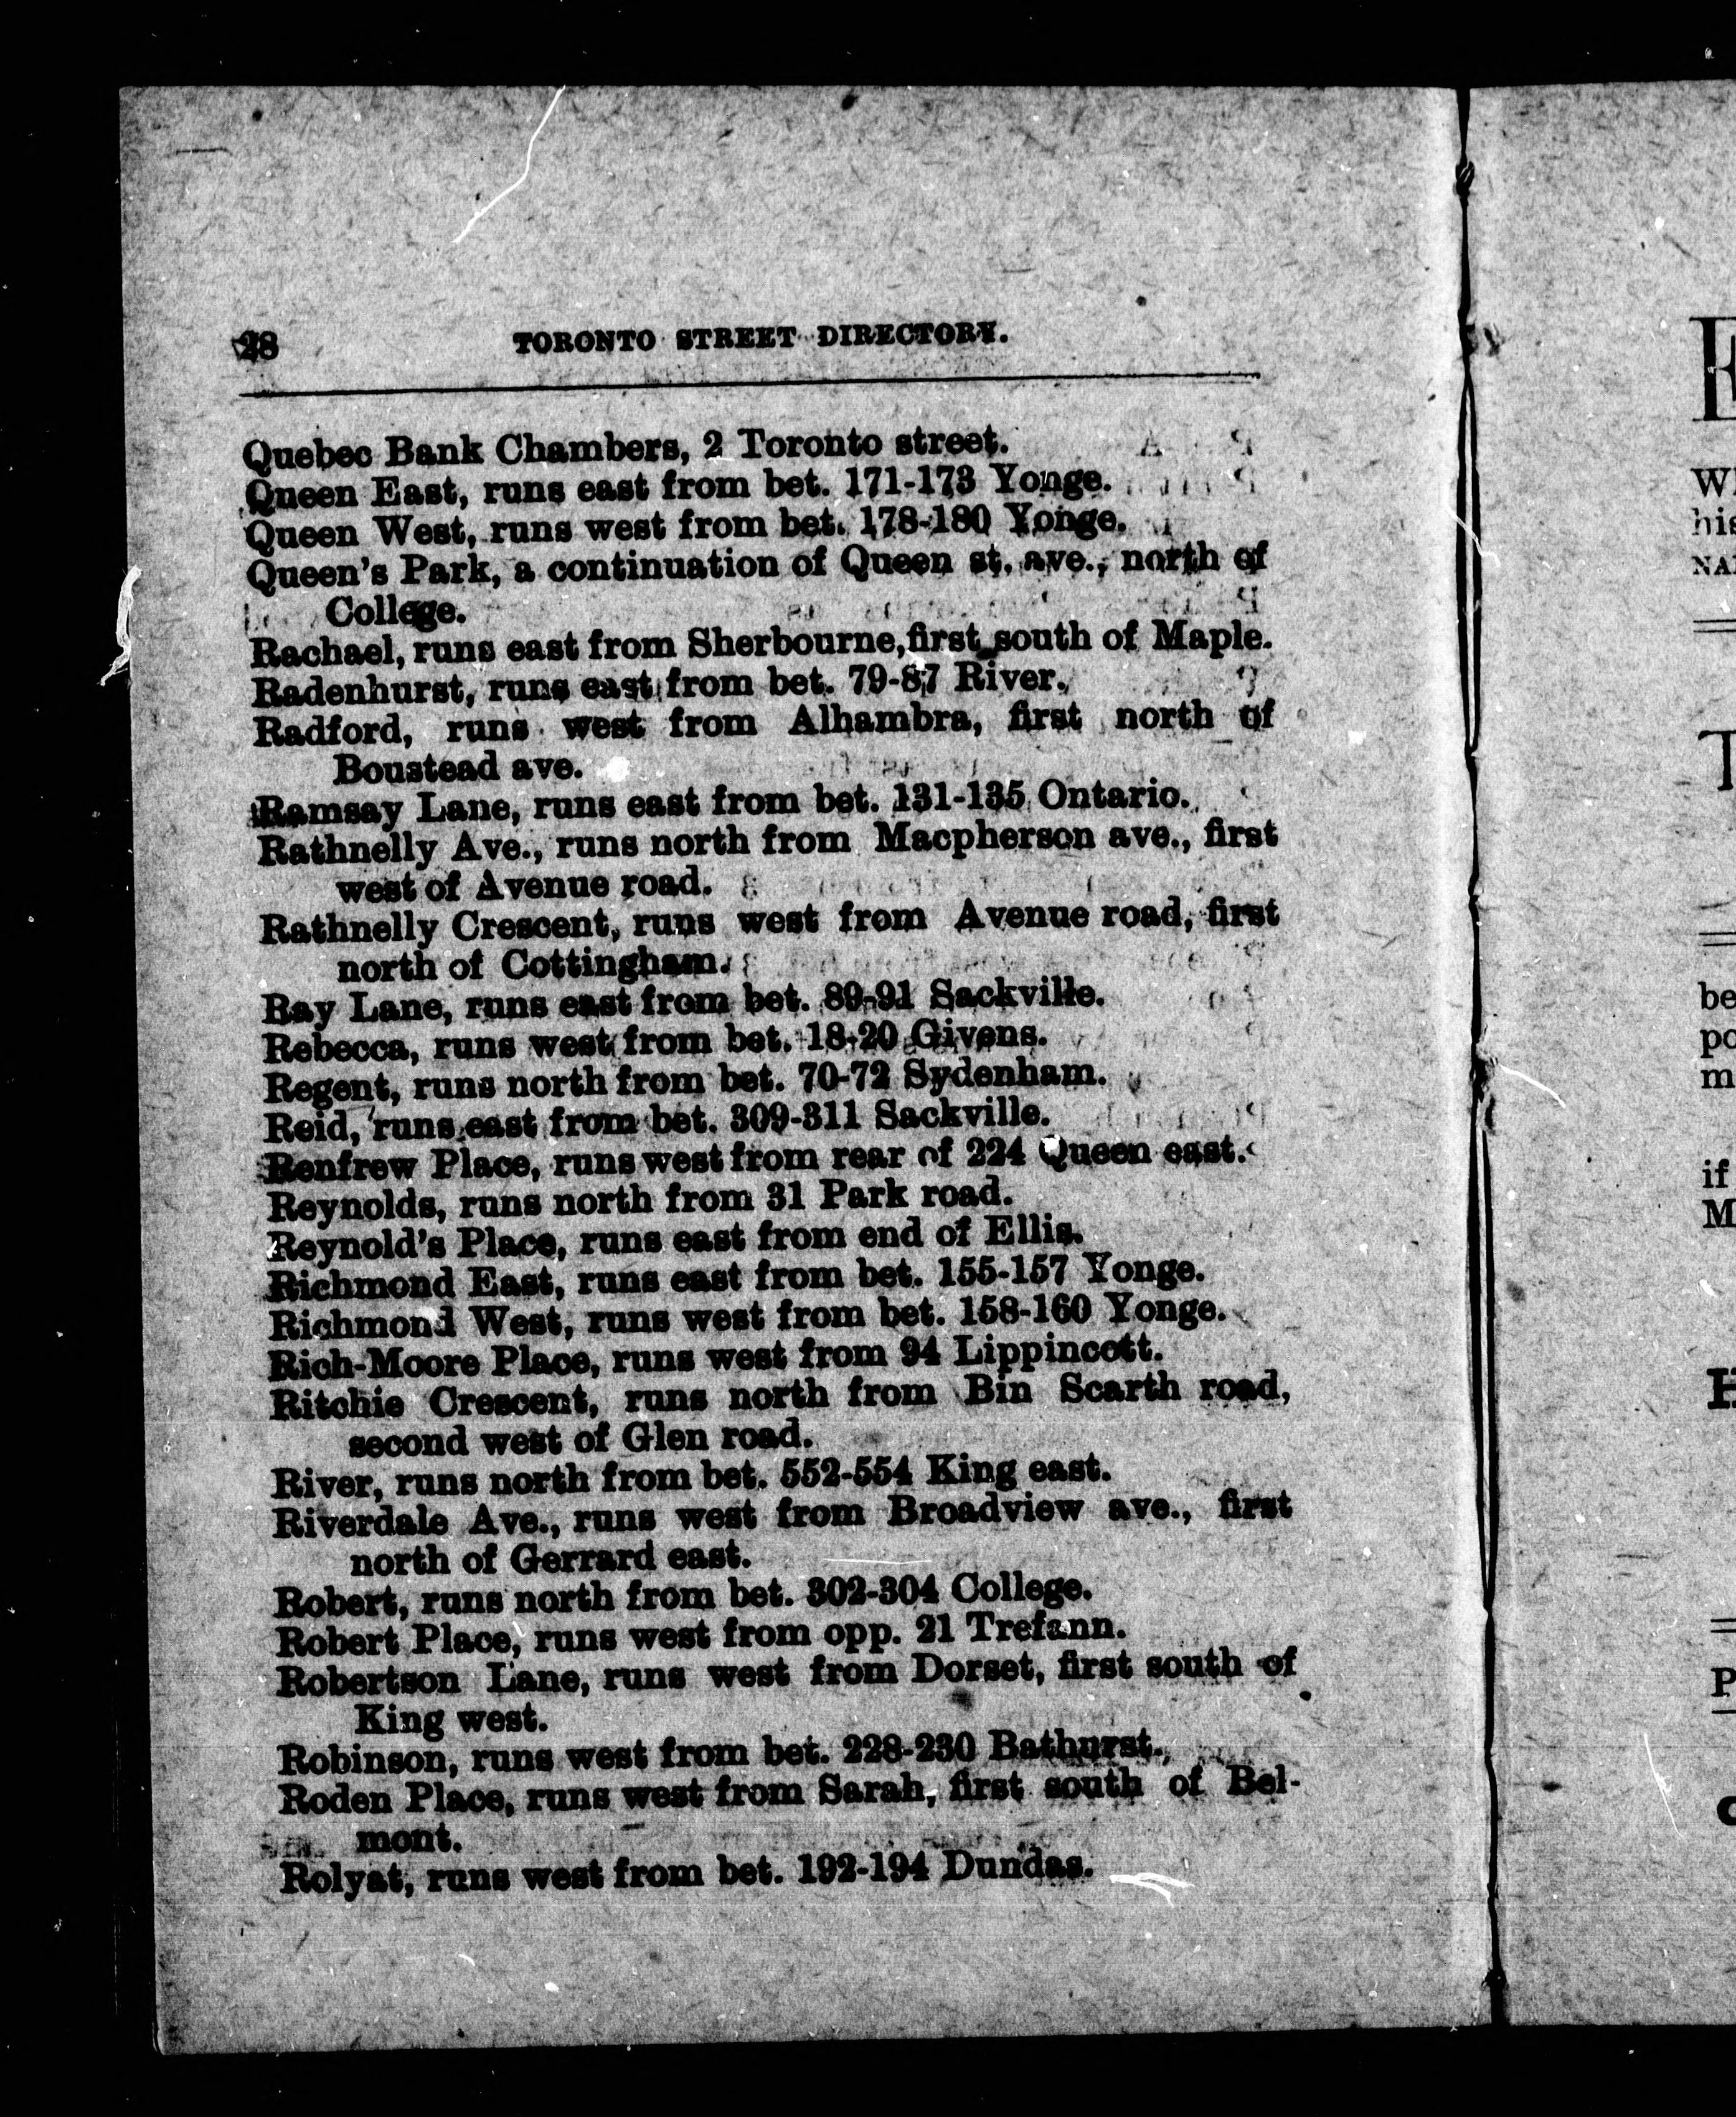 28 TORONTO STREET DIRECTORY.
Quebec Bank Chambers, 2 Toronto street.
Queen East, runs east from bet. 171-173 Yonge.
Queen West, runs west from bet. 178-180 Yonge.
Queen's Park, a continuation of Queen st. ave., north of
College.
Rachael, runs east from Sherbourne, first south of Maple.
Radenhurst, runs east from bet. 79-87 River.
Radford, runs west from Alhambra, first north of
Boustead ave.
Ramsay Lane, runs east from bet. 131-135 Ontario.
Rathnelly Ave., runs north from Macpherson ave., first
west of Avenue road.
Rathnelly Crescent, runs west from Avenue road, first
north of Cottingham.
Ray Lane, runs east from bet. 89-91 Sackville.
Rebecca, runs west from bet. 18-20 Givens.
Regent, runs north from bet. 70-72 Sydenham.
Reid, runs east from bet. 309-311 Sackville.
Renfrew Place, runs west from rear of 224 Queen east.
Reynolds, runs north from 31 Park road.
Reynold's Place, runs east from end of Ellis.
Richmond East, runs east from bet. 155-157 Yonge.
Richmond West, runs west from bet. 158-160 Yonge.
Rich-Moore Place, runs west from 94 Lippincott.
Ritchie Crescent, runs north from Bin Scarth road,
second west of Glen road.
River, runs north from bet. 552-554 King east.
Riverdale Ave., runs west from Broadview ave., first
north of Gerrard east.
Robert, runs north from bet. 302-304 College.
Robert Place, runs west from opp. 21 Trefann.
Robertson Lane, runs west from Dorset, first south of
King west.
Robinson, runs west from bet. 228-230 Bathurst.
Roden Place, runs west from Sarah, first south of Bel-
mont.
Rolyat, runs west from bet. 192-194 Dundas.
be
if